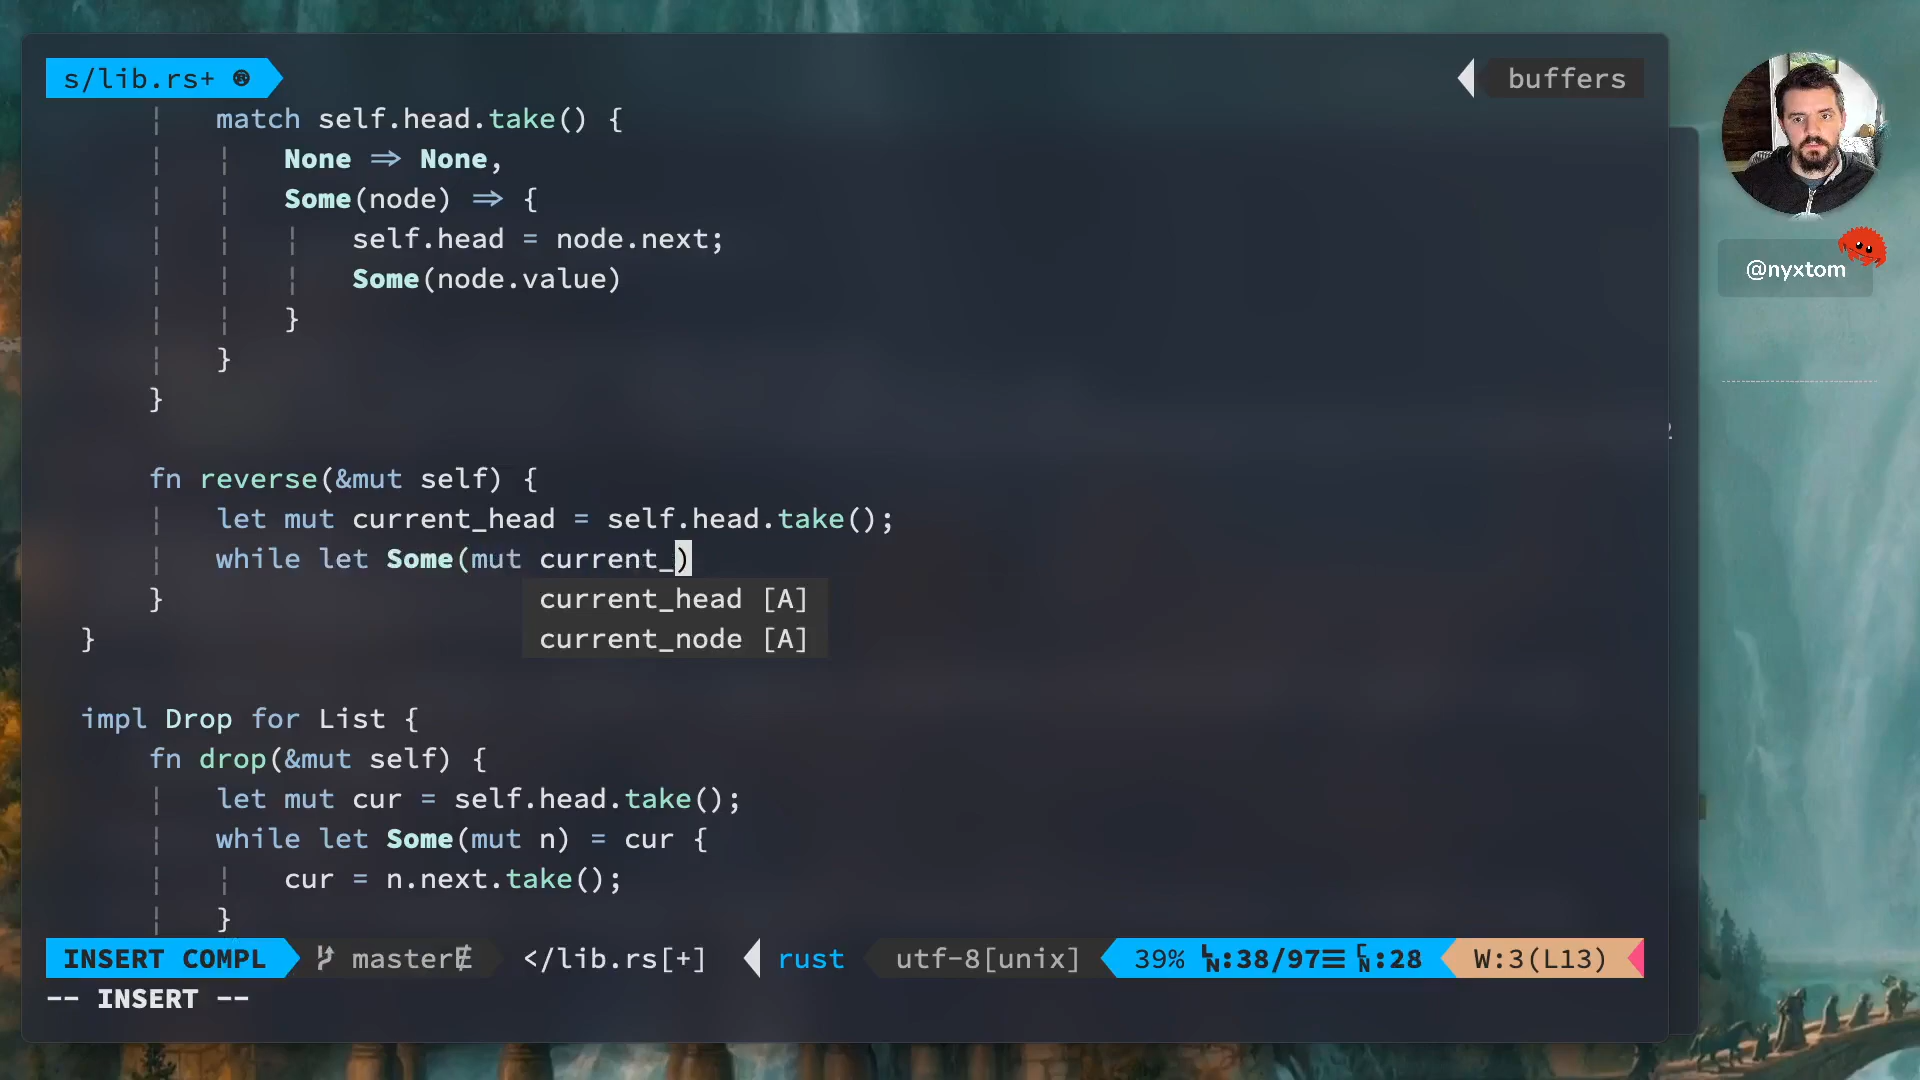 s/lib.rs+ ®
buffers
match self.head.take() {
None => None,
Some(node) => {
self.head = node.next;
Some(node.value)
}
}
}
fn reverse(&mut self) {
let mut current_head = self.head.take();
while let Some(mut current_)
current_head [A]
current_node [A]
}
}
impl Drop for List {
fn drop(&mut self) {
let mut cur = self.head.take();
while let Some(mut n) = cur {
cur = n.next.take();
}
INSERT COMPL master </lib.rs[+] rust utf-8[unix] 39% :38/97 :28 W:3(L13)
-- INSERT --
@nyxtom